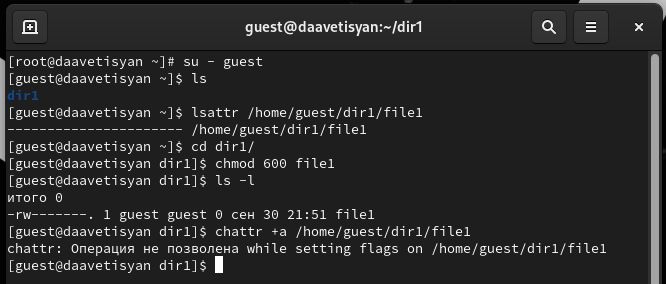 guest@daavetisyan:~/dir1
[root@daavetisyan ~]# su - guest
[guest@daavetisyan ~]$ ls
dir1
[guest@daavetisyan ~]$ lsattr /home/guest/dir1/file1
---------------------- /home/guest/dir1/file1
[guest@daavetisyan ~]$ cd dir1/
[guest@daavetisyan dir1]$ chmod 600 file1
[guest@daavetisyan dir1]$ ls -l
итого 0
-rw-------. 1 guest guest 0 сен 30 21:51 file1
[guest@daavetisyan dir1]$ chattr +a /home/guest/dir1/file1
chattr: Операция не позволена while setting flags on /home/guest/dir1/file1
[guest@daavetisyan dir1]$